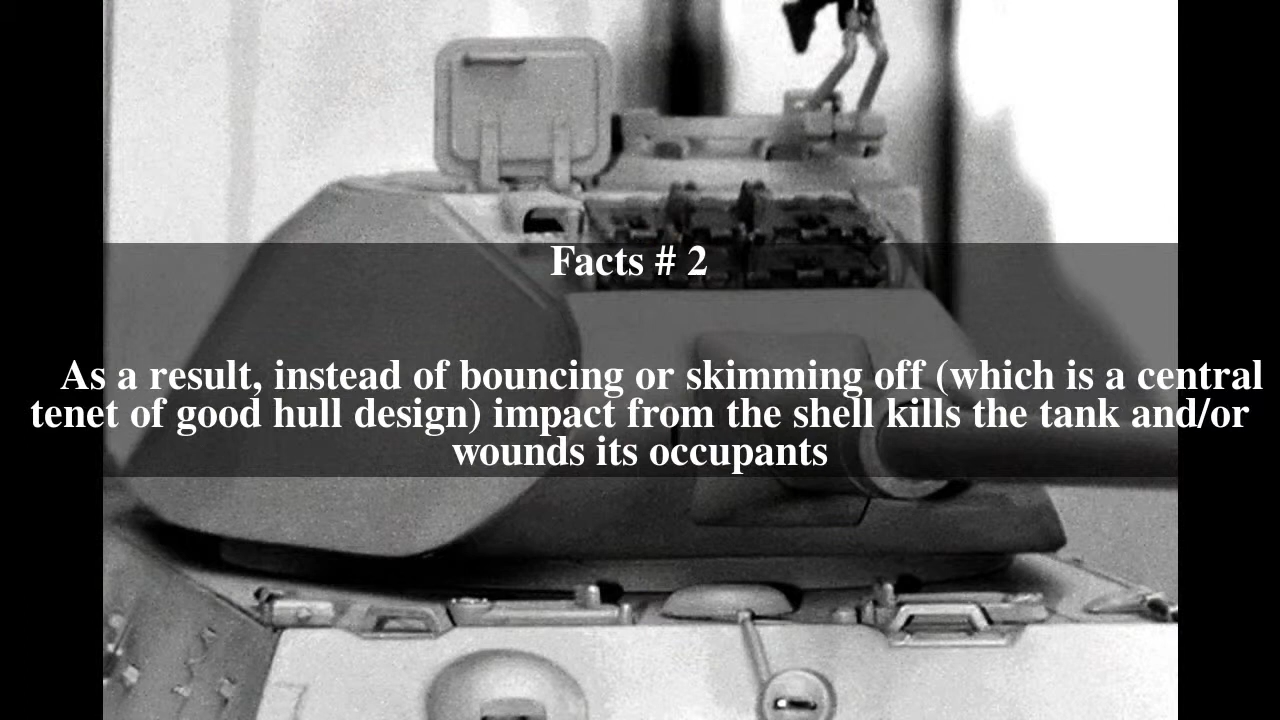 Facts # 2
As a result, instead of bouncing or skimming off (which is a central
tenet of good hull design) impact from the shell kills the tank and/or
wounds its occupants